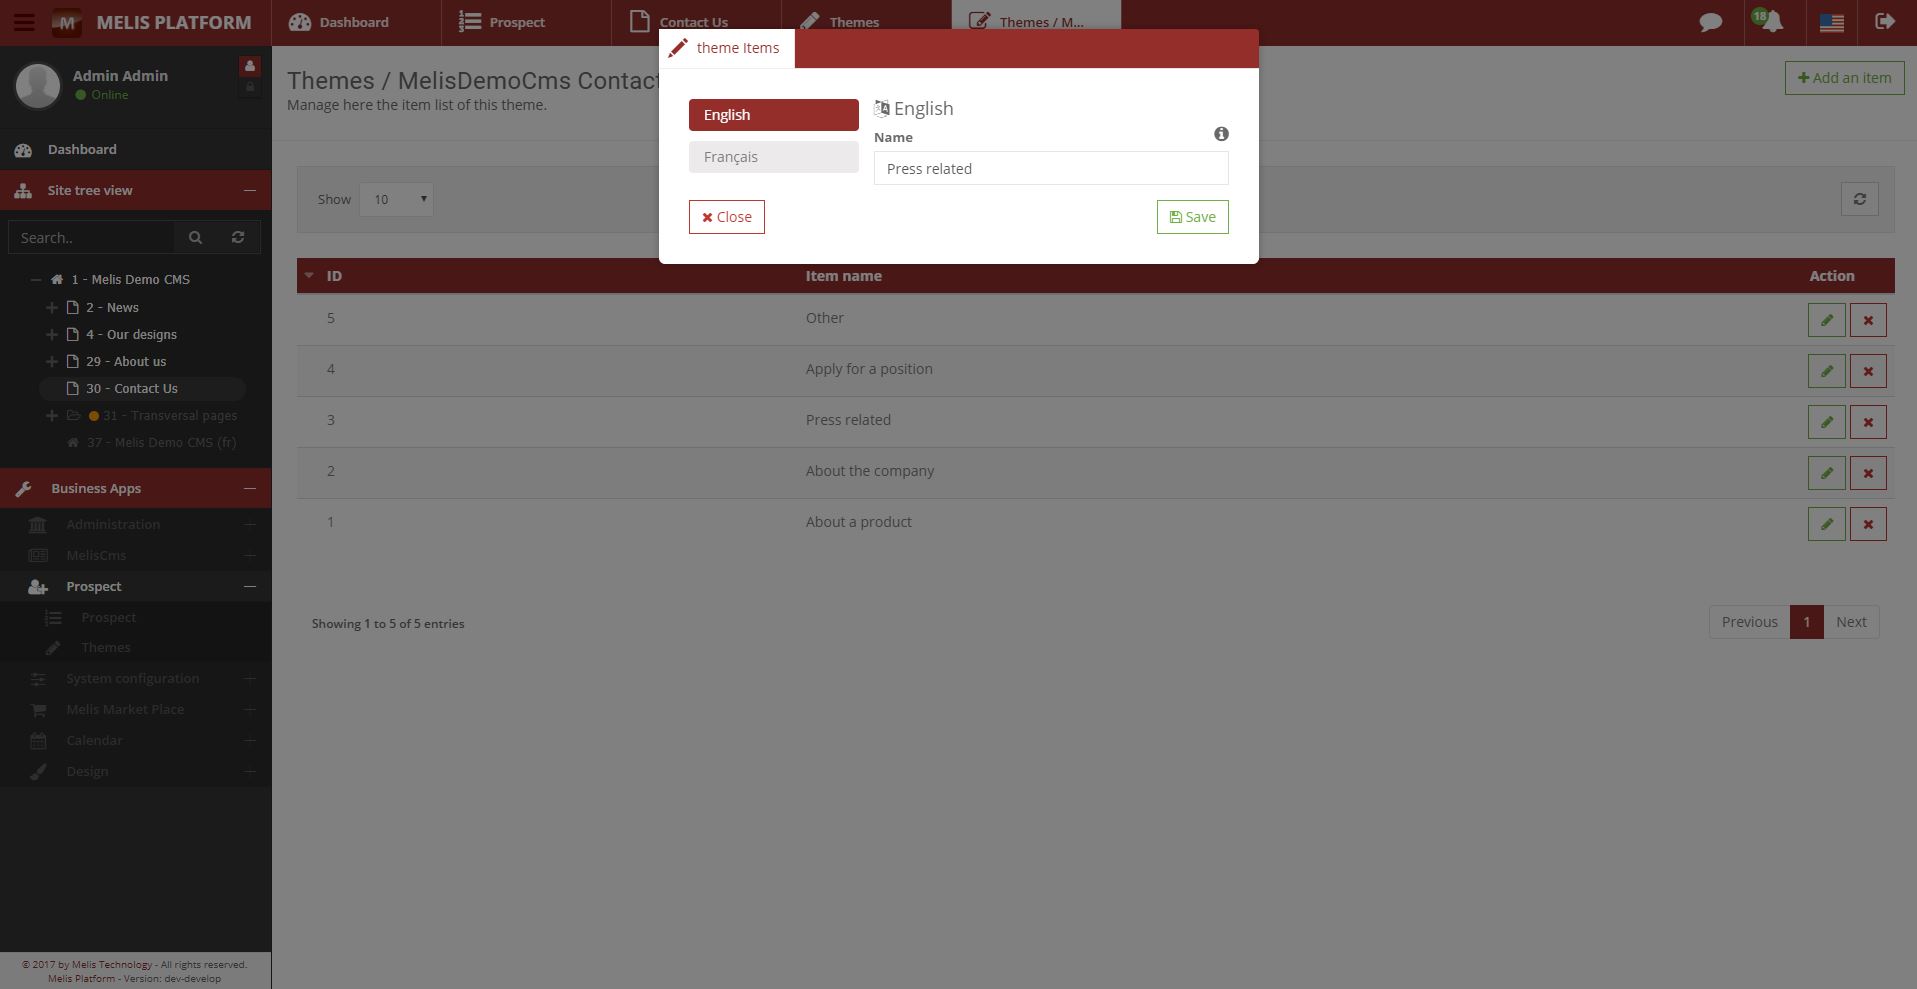 MELIS PLATFORM
Dashboard
Prospect
Contact Us
Themes
Themes / M...
18
Admin Admin
Online
Dashboard
Site tree view
Search..
1 - Melis Demo CMS
2 - News
4 - Our designs
29 - About us
30 - Contact Us
31 - Transversal pages
37 - Melis Demo CMS (fr)
Business Apps
Administration
MelisCms
Prospect
Prospect
Themes
System configuration
Melis Market Place
Calendar
Design
© 2017 by Melis Technology - All rights reserved.
Melis Platform - Version: dev-develop
Themes / MelisDemoCms Contact
Manage here the item list of this theme.
Add an item
Show 10
theme Items
English
Français
English
Name
Press related
Close
Save
ID Item name Action
5 Other
4 Apply for a position
3 Press related
2 About the company
1 About a product
Showing 1 to 5 of 5 entries
Previous 1 Next